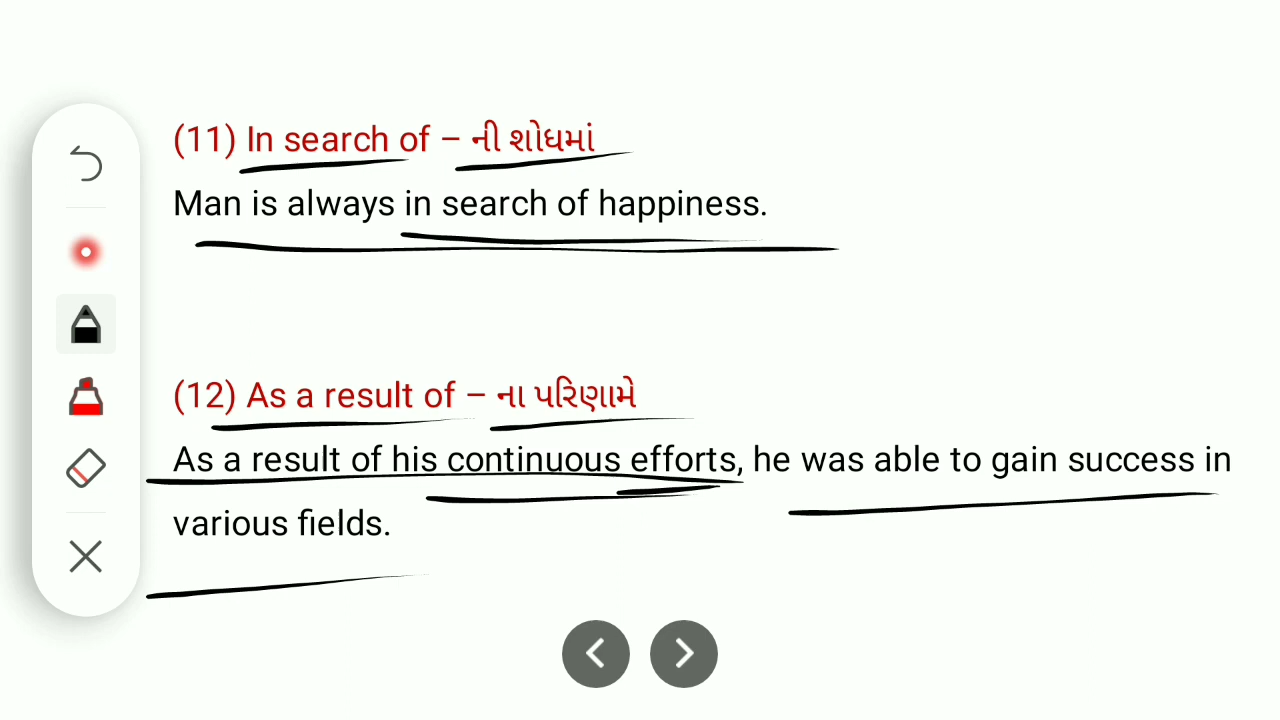 (11) In search of – ની શોધમાં
Man is always in search of happiness.
(12) As a result of – ના પરિણામે
As a result of his continuous efforts, he was able to gain success in
various fields.